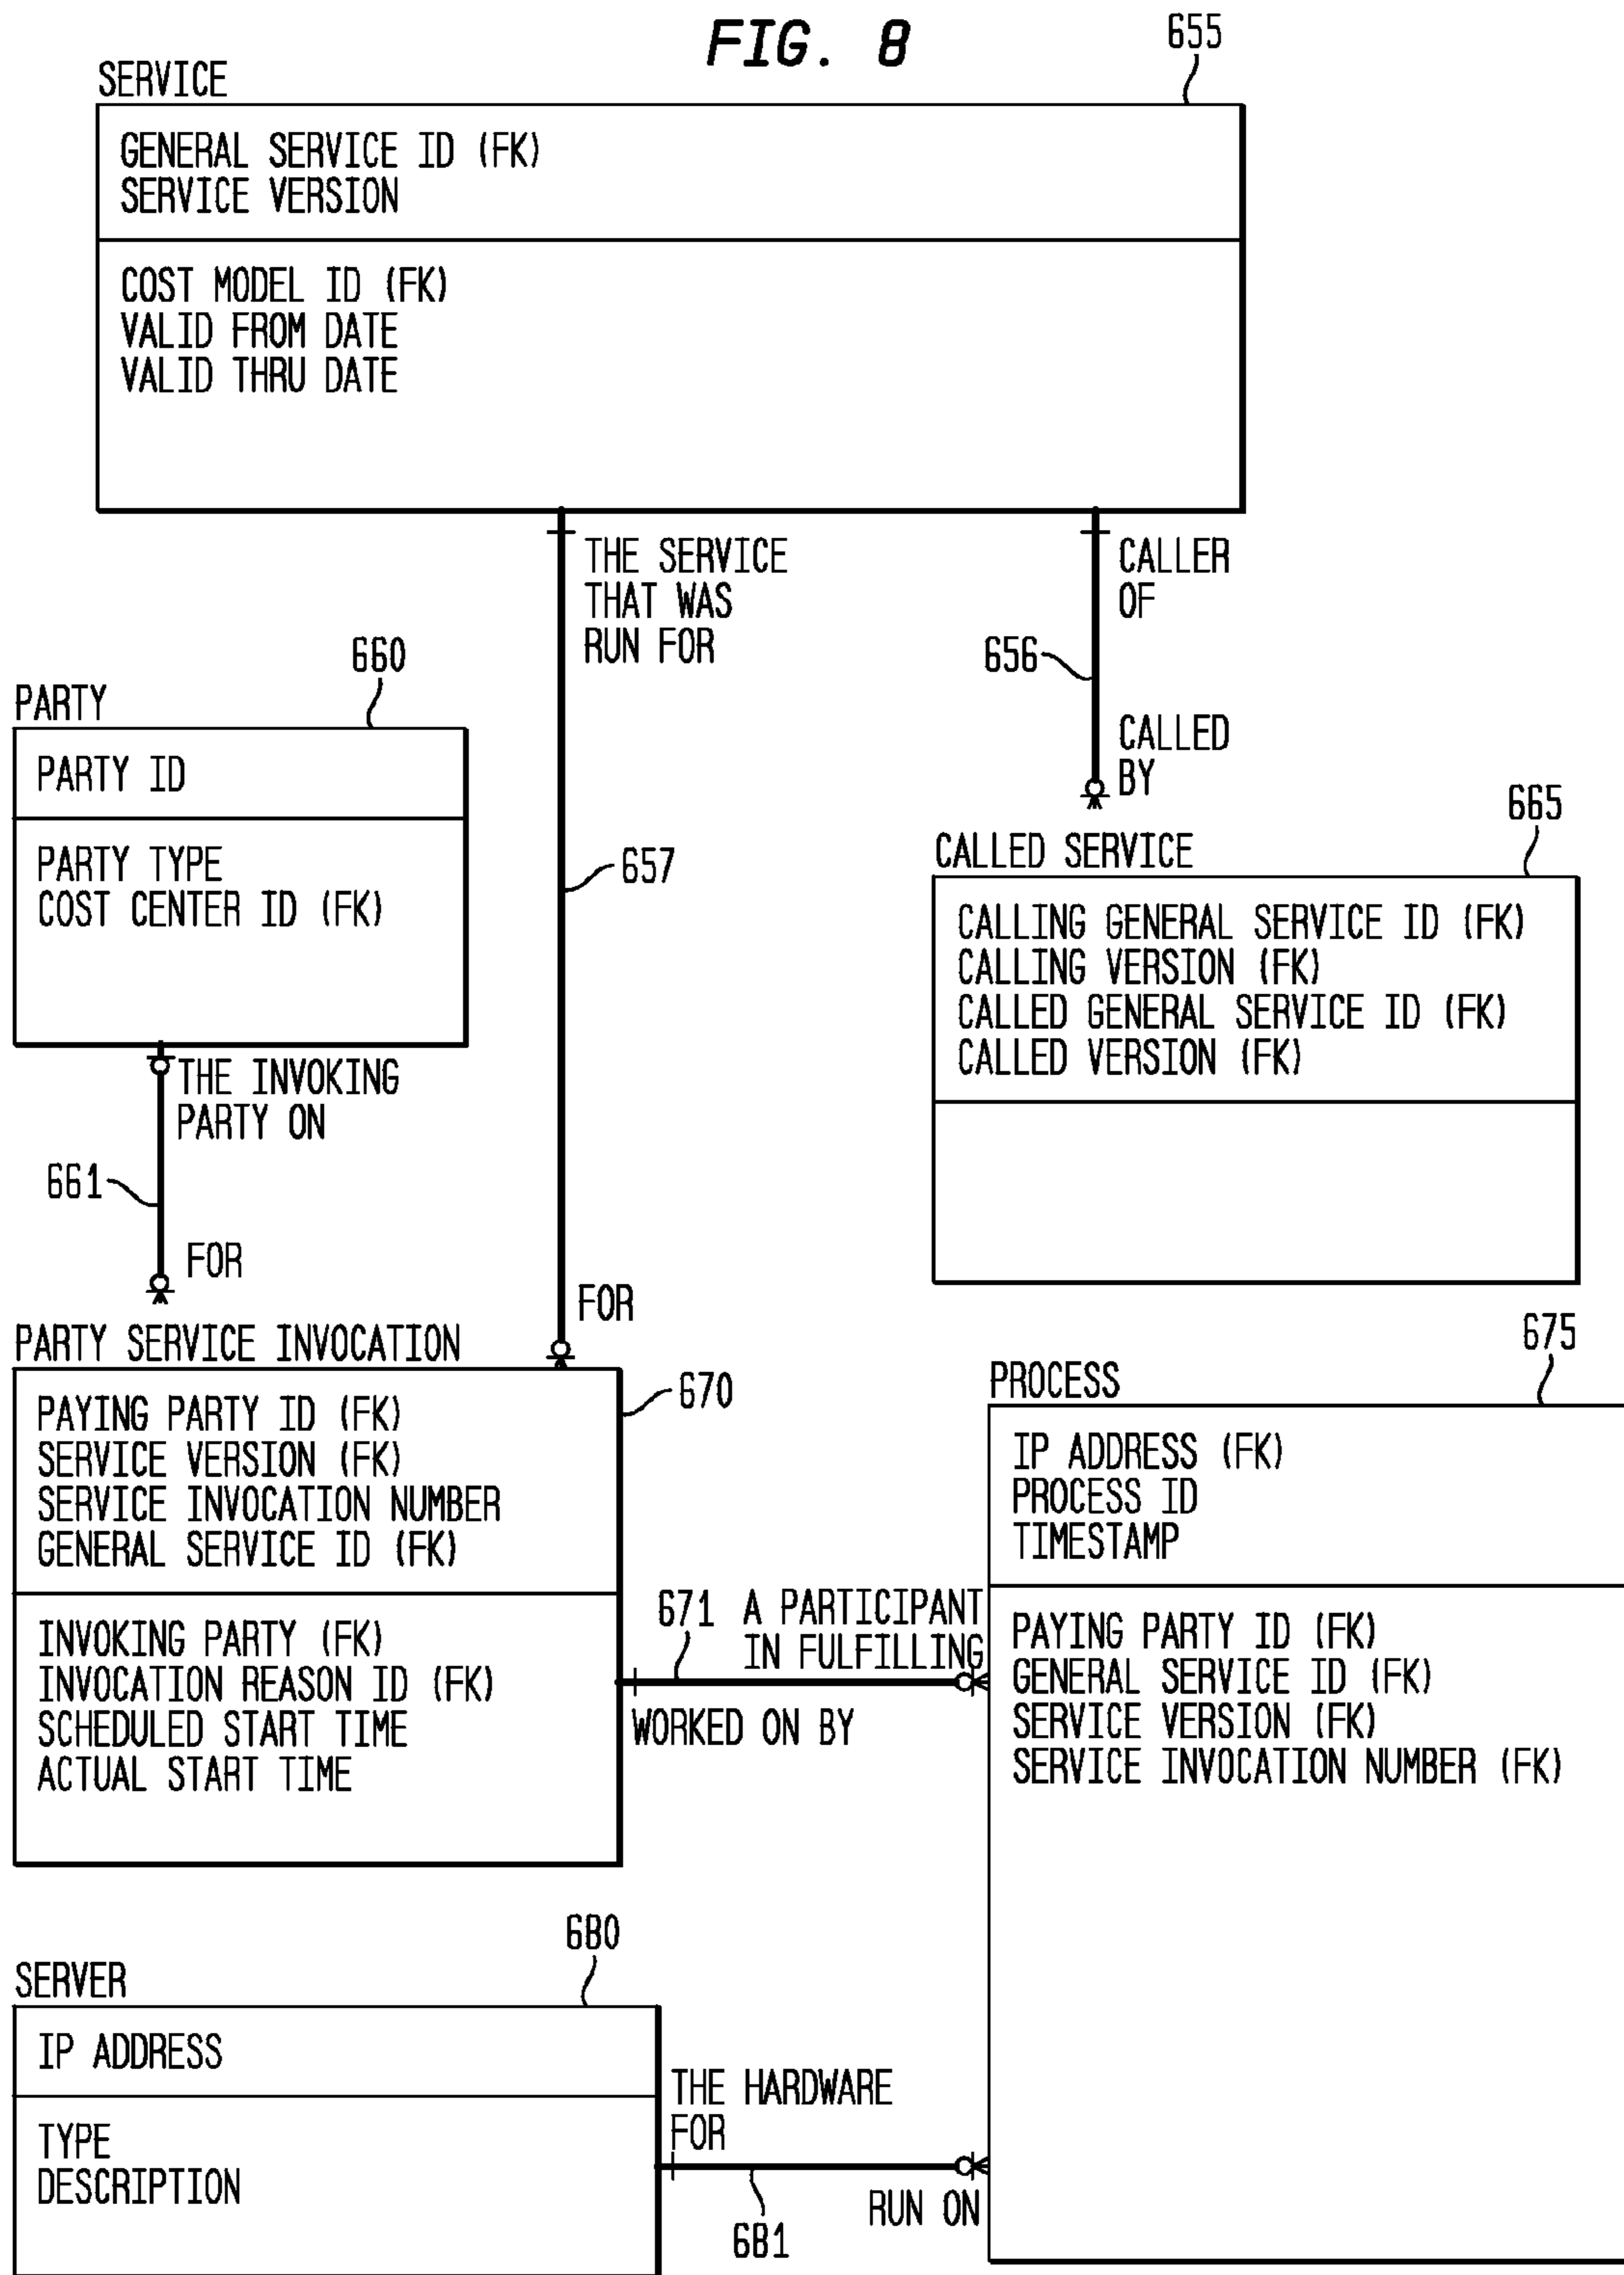 FIG. 8
655
SERVICE
GENERAL SERVICE ID (FK)
SERVICE VERSION
COST MODEL ID (FK)
VALID FROM DATE
VALID THRU DATE
THE SERVICE
THAT WAS
RUN FOR
CALLER
OF
656
CALLED
BY
660
PARTY
PARTY ID
PARTY TYPE
COST CENTER ID (FK)
657
665
CALLED SERVICE
CALLING GENERAL SERVICE ID (FK)
CALLING VERSION (FK)
CALLED GENERAL SERVICE ID (FK)
CALLED VERSION (FK)
THE INVOKING
PARTY ON
661
FOR
FOR
PARTY SERVICE INVOCATION
670
PAYING PARTY ID (FK)
SERVICE VERSION (FK)
SERVICE INVOCATION NUMBER
GENERAL SERVICE ID (FK)
INVOKING PARTY (FK)
INVOCATION REASON ID (FK)
SCHEDULED START TIME
ACTUAL START TIME
671
A PARTICIPANT
IN FULFILLING
WORKED ON BY
675
PROCESS
IP ADDRESS (FK)
PROCESS ID
TIMESTAMP
PAYING PARTY ID (FK)
GENERAL SERVICE ID (FK)
SERVICE VERSION (FK)
SERVICE INVOCATION NUMBER (FK)
680
SERVER
IP ADDRESS
TYPE
DESCRIPTION
THE HARDWARE
FOR
681
RUN ON